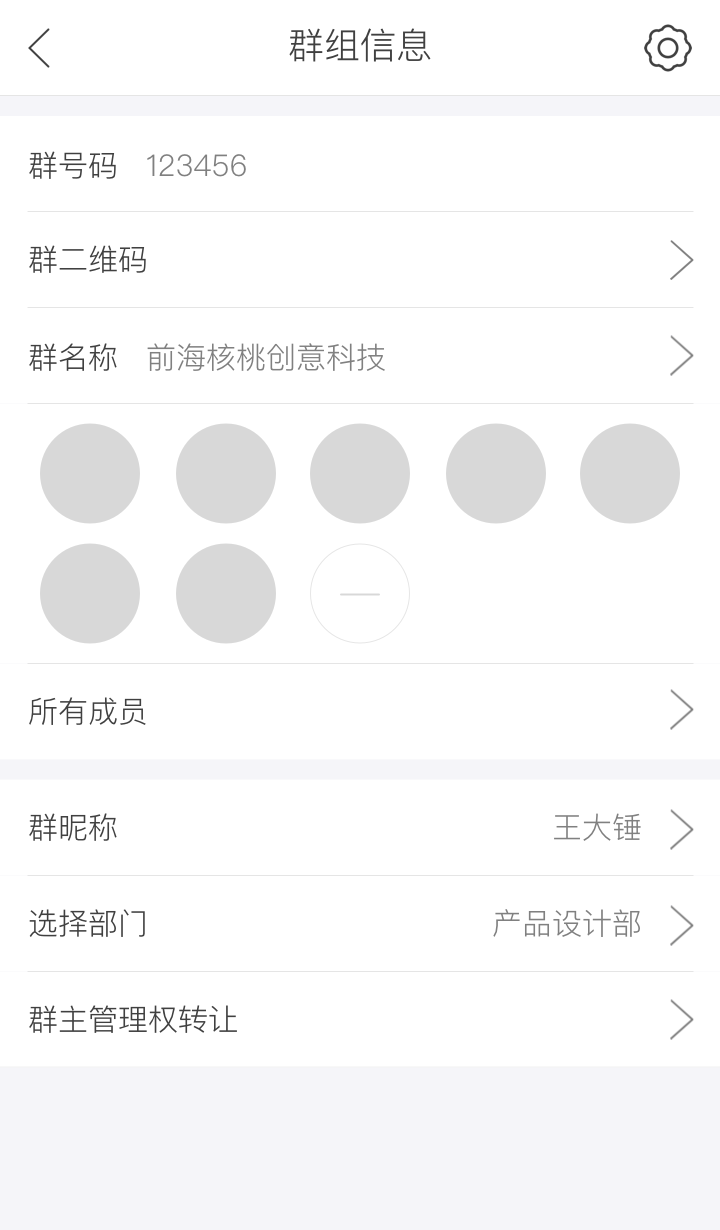 群组信息
群号码 123456
群二维码
群名称 前海核桃创意科技
所有成员
群昵称 王大锤
选择部门 产品设计部
群主管理权转让